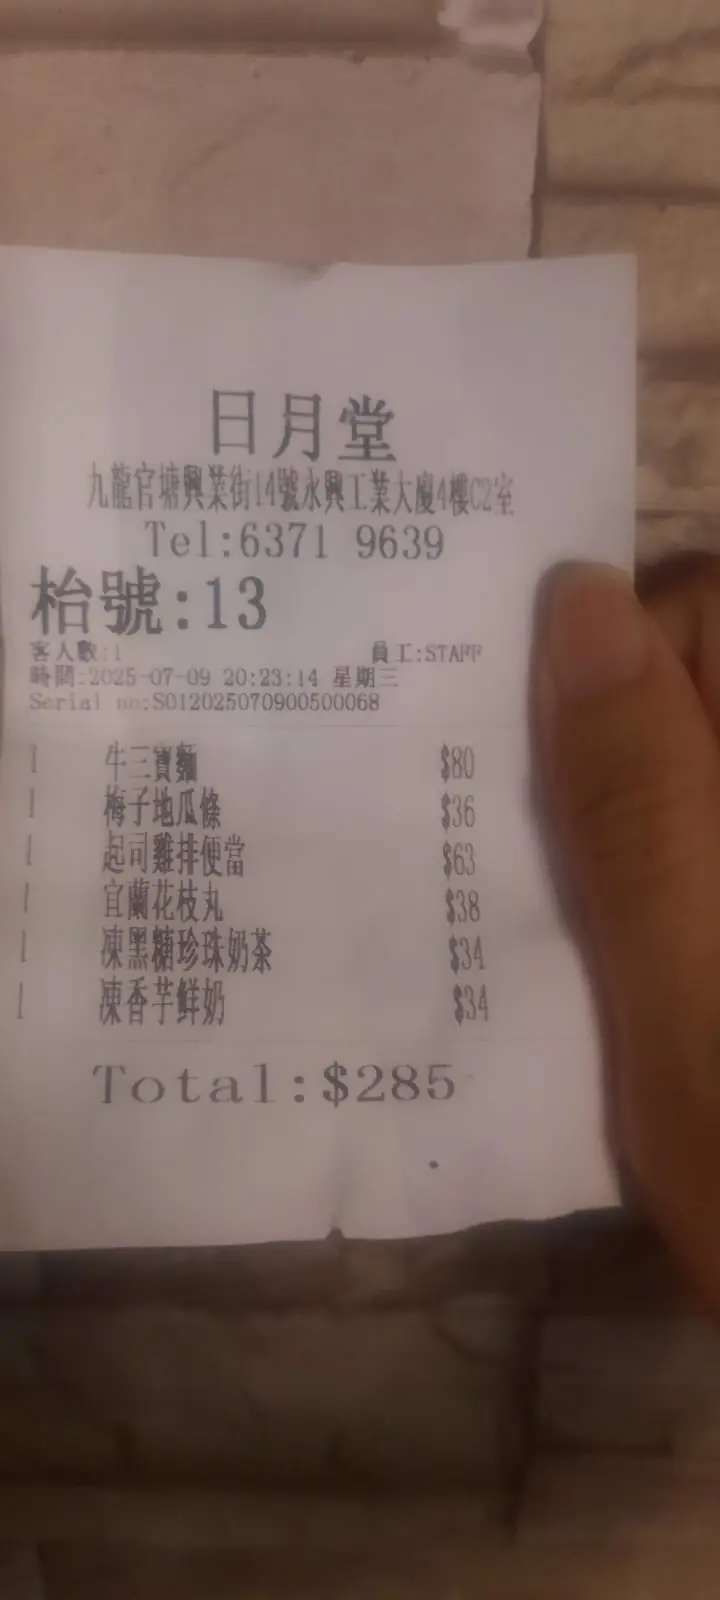 日月堂
九龍官塘興業街14號永興工業大廈4樓C2室
Tel:6371 9639
枱號:13
客人數:1 員工:STAFF
時間:2025-07-09 20:23:14 星期三
Serial no:S012025070900500068
1 牛三寶麵 $80
1 梅子地瓜條 $36
1 起司雞排便當 $63
1 宜蘭花枝丸 $38
1 凍黑糖珍珠奶茶 $34
1 凍香芋鮮奶 $34
Total:$285